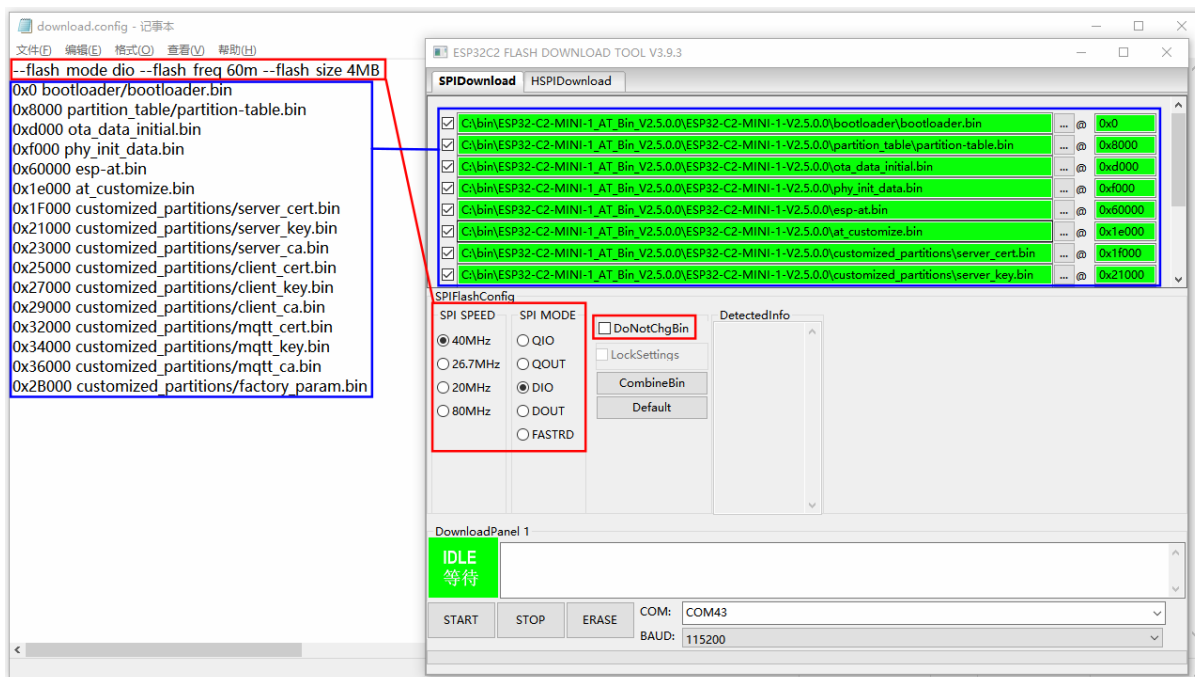 download.config - 记事本
文件(F) 编辑(E) 格式(O) 查看(V) 帮助(H)
--flash_mode dio --flash_freq 60m --flash_size 4MB
0x0 bootloader/bootloader.bin
0x8000 partition_table/partition-table.bin
0xd000 ota_data_initial.bin
0xf000 phy_init_data.bin
0x60000 esp-at.bin
0x1e000 at_customize.bin
0x1F000 customized_partitions/server_cert.bin
0x21000 customized_partitions/server_key.bin
0x23000 customized_partitions/server_ca.bin
0x25000 customized_partitions/client_cert.bin
0x27000 customized_partitions/client_key.bin
0x29000 customized_partitions/client_ca.bin
0x32000 customized_partitions/mqtt_cert.bin
0x34000 customized_partitions/mqtt_key.bin
0x36000 customized_partitions/mqtt_ca.bin
0x2B000 customized_partitions/factory_param.bin
ESP32C2 FLASH DOWNLOAD TOOL V3.9.3
SPIDownload HSPIDownload
C:\bin\ESP32-C2-MINI-1_AT_Bin_V2.5.0.0\ESP32-C2-MINI-1-V2.5.0.0\bootloader\bootloader.bin ... @ 0x0
C:\bin\ESP32-C2-MINI-1_AT_Bin_V2.5.0.0\ESP32-C2-MINI-1-V2.5.0.0\partition_table\partition-table.bin ... @ 0x8000
C:\bin\ESP32-C2-MINI-1_AT_Bin_V2.5.0.0\ESP32-C2-MINI-1-V2.5.0.0\ota_data_initial.bin ... @ 0xd000
C:\bin\ESP32-C2-MINI-1_AT_Bin_V2.5.0.0\ESP32-C2-MINI-1-V2.5.0.0\phy_init_data.bin ... @ 0xf000
C:\bin\ESP32-C2-MINI-1_AT_Bin_V2.5.0.0\ESP32-C2-MINI-1-V2.5.0.0\esp-at.bin ... @ 0x60000
C:\bin\ESP32-C2-MINI-1_AT_Bin_V2.5.0.0\ESP32-C2-MINI-1-V2.5.0.0\at_customize.bin ... @ 0x1e000
C:\bin\ESP32-C2-MINI-1_AT_Bin_V2.5.0.0\ESP32-C2-MINI-1-V2.5.0.0\customized_partitions\server_cert.bin ... @ 0x1f000
C:\bin\ESP32-C2-MINI-1_AT_Bin_V2.5.0.0\ESP32-C2-MINI-1-V2.5.0.0\customized_partitions\server_key.bin ... @ 0x21000
SPIFlashConfig
SPI SPEED
40MHz
26.7MHz
20MHz
80MHz
SPI MODE
QIO
QOUT
DIO
DOUT
FASTRD
DoNotChgBin
LockSettings
CombineBin
Default
DetectedInfo
DownloadPanel 1
IDLE
等待
START STOP ERASE
COM: COM43
BAUD: 115200